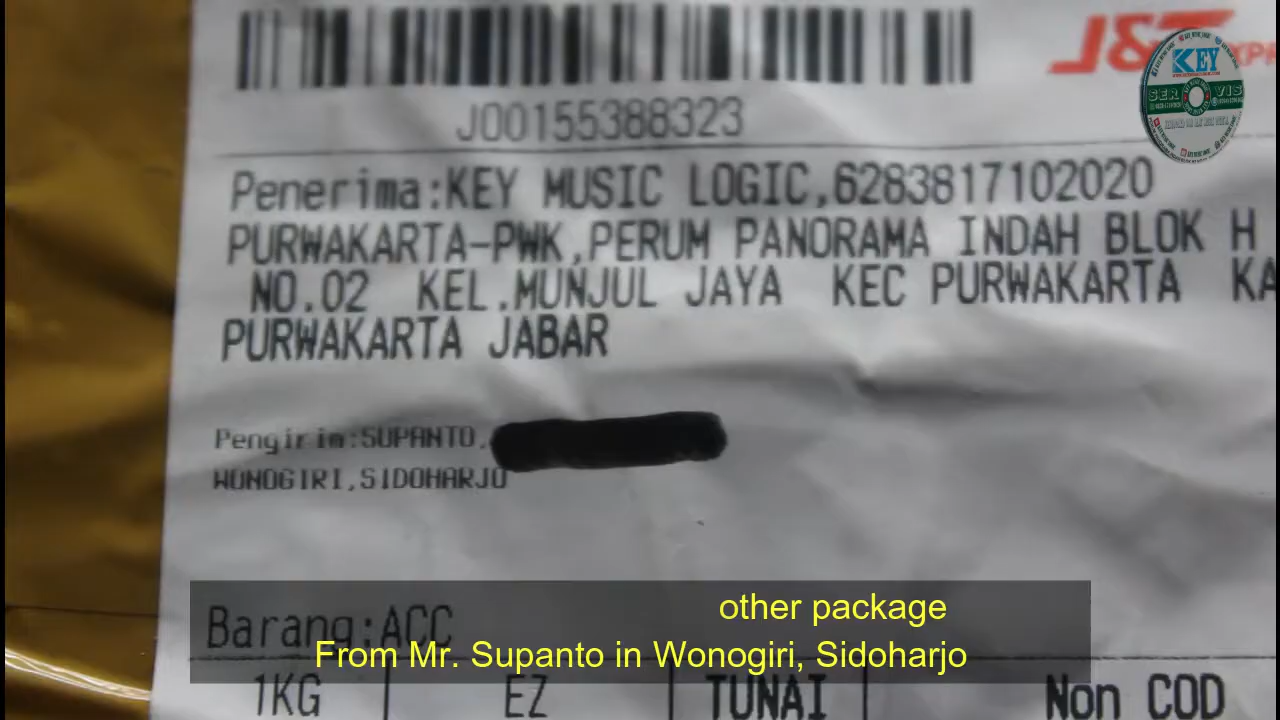 J&T EXPR
KEY
SERVIS
JO0155388323
Penerima:KEY MUSIC LOGIC,6283817102020
PURWAKARTA-PWK,PERUM PANORAMA INDAH BLOK H
NO.02 KEL.MUNJUL JAYA KEC PURWAKARTA KA
PURWAKARTA JABAR
Pengirim:SUPANTO,
WONOGIRI,SIDOHARJO
other package
Barang:ACC
From Mr. Supanto in Wonogiri, Sidoharjo
1KG EZ TUNAI Non COD